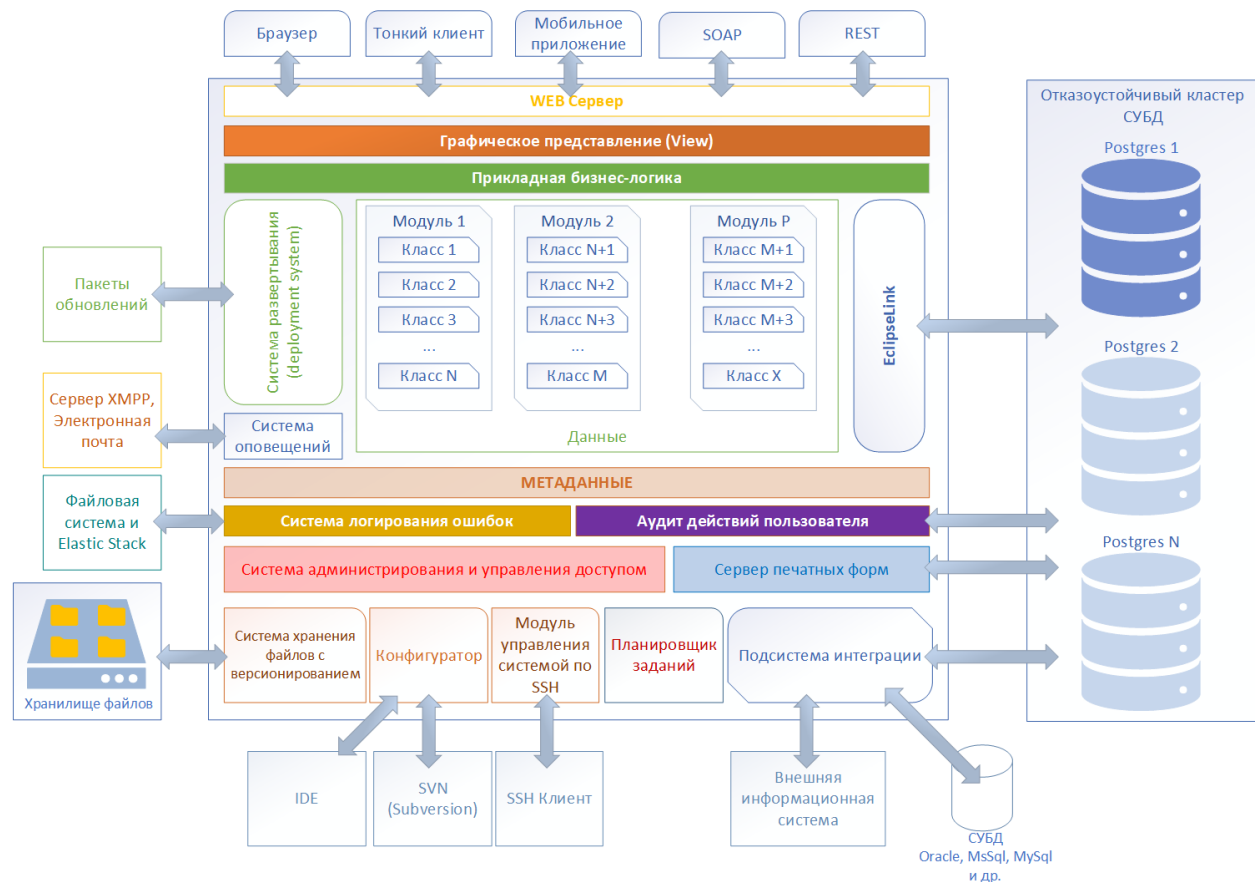 Браузер
Тонкий клиент
Мобильное
приложение
SOAP
REST
WEB Сервер
Графическое представление (View)
Прикладная бизнес-логика
Система развертывания
(deployment system)
Модуль 1
Класс 1
Класс 2
Класс 3
...
Класс N
Модуль 2
Класс N+1
Класс N+2
Класс N+3
...
Класс M
Модуль P
Класс M+1
Класс M+2
Класс M+3
...
Класс X
Данные
EclipseLink
Пакеты
обновлений
Сервер XMPP,
Электронная
почта
Система
оповещений
МЕТАДАННЫЕ
Файловая
система и
Elastic Stack
Система логирования ошибок
Аудит действий пользователя
Система администрирования и управления доступом
Сервер печатных форм
Хранилище файлов
Система хранения
файлов с
версионированием
Конфигуратор
Модуль
управления
системой по
SSH
Планировщик
заданий
Подсистема интеграции
IDE
SVN
(Subversion)
SSH Клиент
Внешняя
информационная
система
СУБД
Oracle, MsSql, MySql
и др.
Отказоустойчивый кластер
СУБД
Postgres 1
Postgres 2
Postgres N